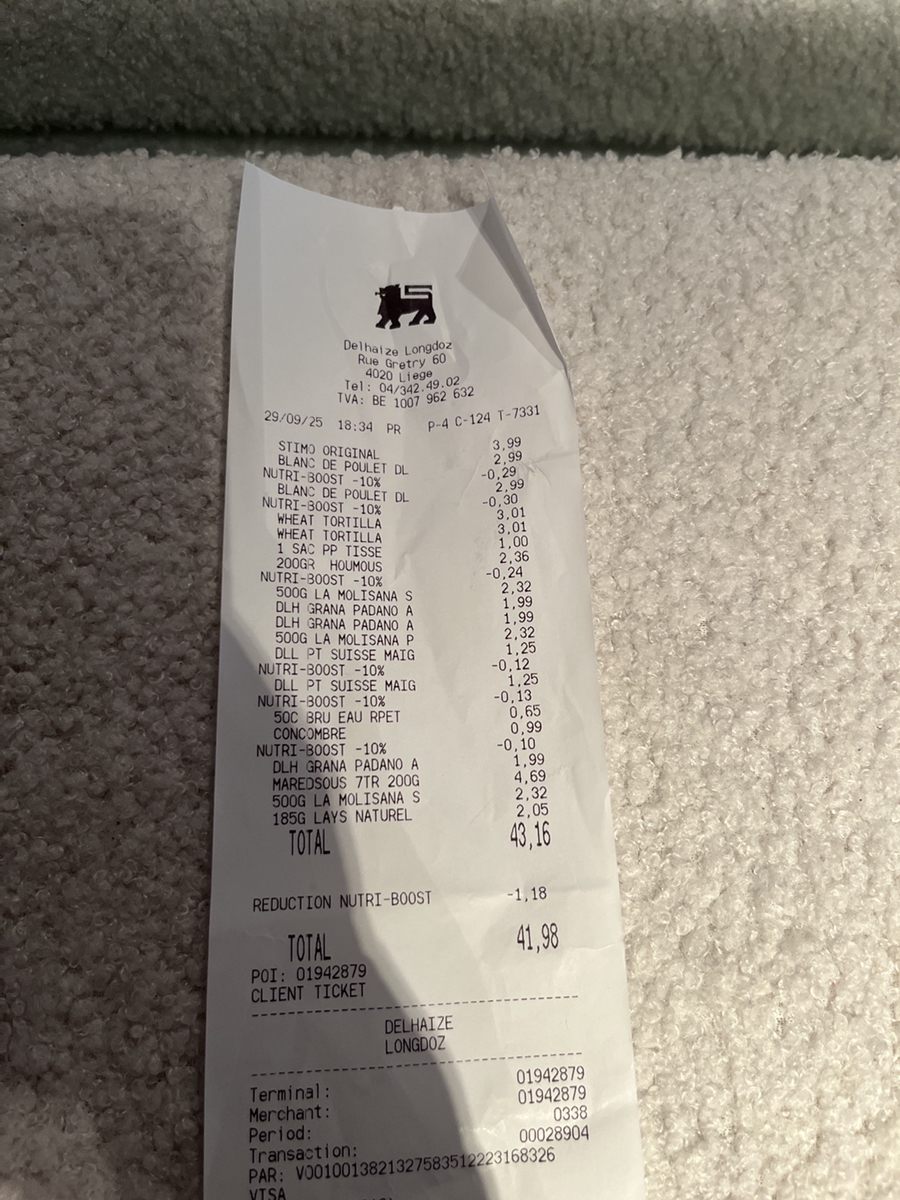 Delhaize Longdoz
Rue Gretry 60
4020 Liege
Tel: 04/342.49.02
TVA: BE 1007 962 632
29/09/25 18:34 PR P-4 C-124 T-7331
STIMO ORIGINAL 3,99
BLANC DE POULET DL 2,99
NUTRI-BOOST -10% -0,29
BLANC DE POULET DL 2,99
NUTRI-BOOST -10% -0,30
WHEAT TORTILLA 3,01
WHEAT TORTILLA 3,01
1 SAC PP TISSE 1,00
200GR HOUMOUS 2,36
NUTRI-BOOST -10% -0,24
500G LA MOLISANA S 2,32
DLH GRANA PADANO A 1,99
DLH GRANA PADANO A 1,99
500G LA MOLISANA P 2,32
DLL PT SUISSE MAIG 1,25
NUTRI-BOOST -10% -0,12
DLL PT SUISSE MAIG 1,25
NUTRI-BOOST -10% -0,13
50C BRU EAU RPET 0,65
CONCOMBRE 0,99
NUTRI-BOOST -10% -0,10
DLH GRANA PADANO A 1,99
MAREDSOUS 7TR 200G 4,69
500G LA MOLISANA S 2,32
185G LAYS NATUREL 2,05
TOTAL 43,16
REDUCTION NUTRI-BOOST -1,18
TOTAL 41,98
POI: 01942879
CLIENT TICKET
DELHAIZE
LONGDOZ
Terminal: 01942879
Merchant: 01942879
Period: 0338
Transaction: 00028904
PAR: V0010013821327583512223168326
VISA